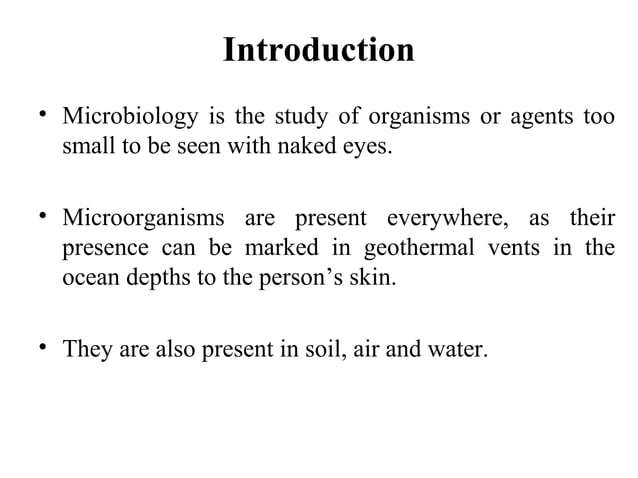 Introduction
• Microbiology is the study of organisms or agents too
small to be seen with naked eyes.
• Microorganisms are present everywhere, as their
presence can be marked in geothermal vents in the
ocean depths to the person’s skin.
• They are also present in soil, air and water.